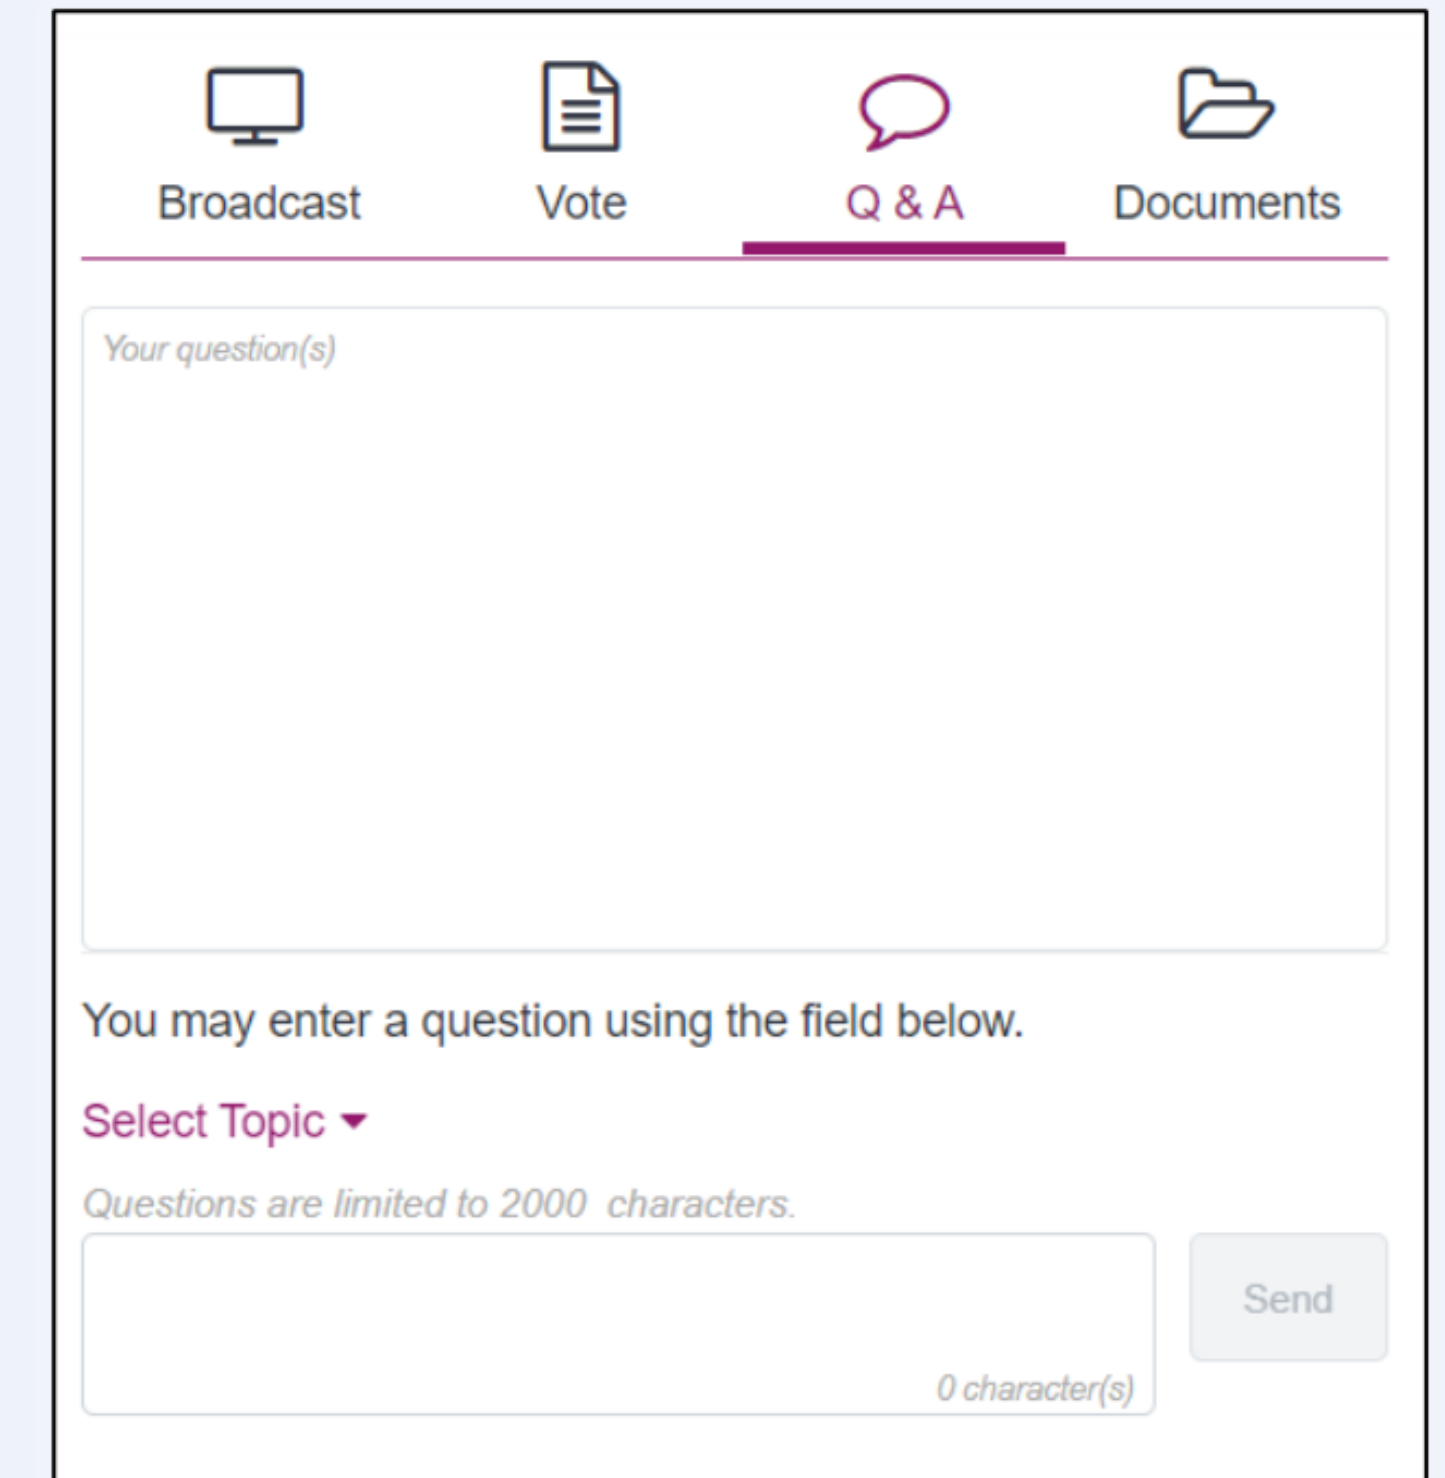 Broadcast Vote Q & A Documents
Your question(s)
You may enter a question using the field below.
Select Topic
Questions are limited to 2000 characters.
Send
0 character(s)